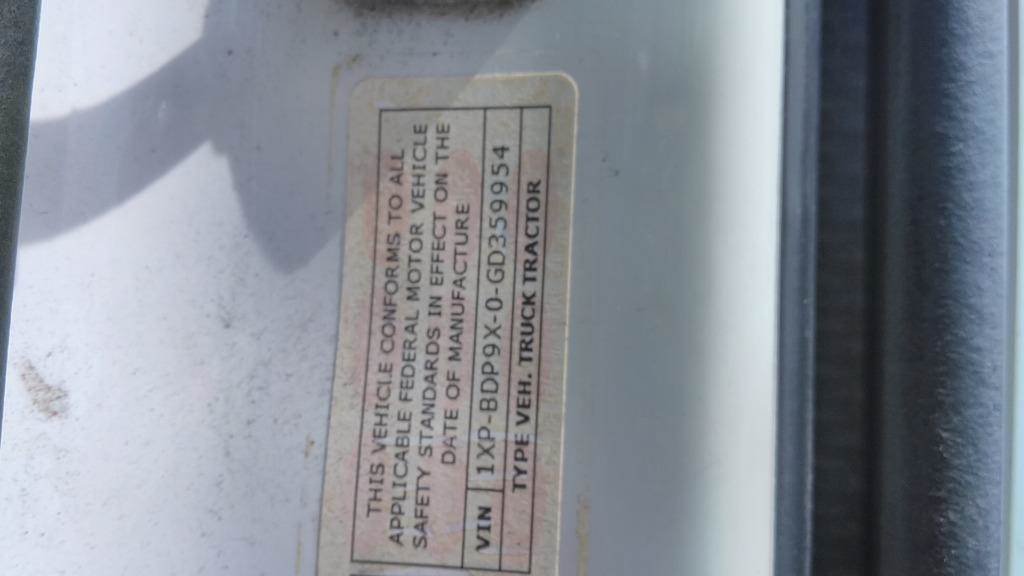 THIS VEHICLE CONFORMS TO ALL
APPLICABLE FEDERAL MOTOR VEHICLE
SAFETY STANDARDS IN EFFECT ON THE
DATE OF MANUFACTURE
VIN 1XP-BDP9X-0-GD359954
TYPE VEH. TRUCK TRACTOR